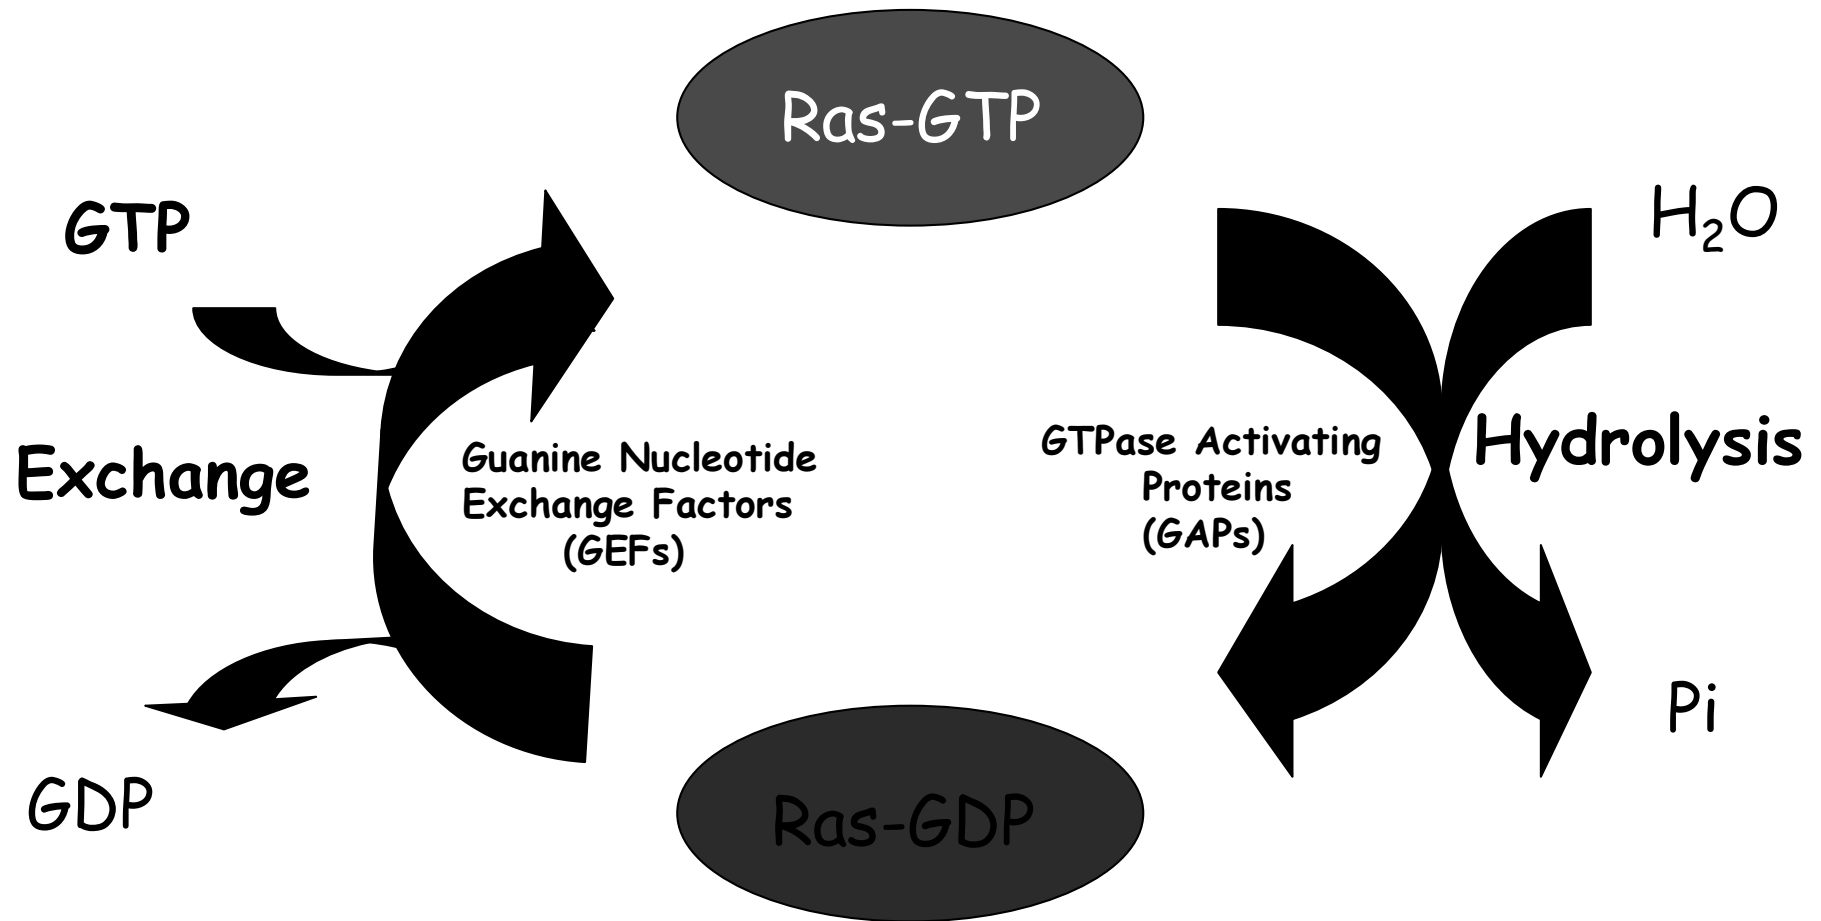 Ras-GTP
GTP
H₂O
Exchange
Guanine Nucleotide
Exchange Factors
(GEFs)
GTPase Activating
Proteins
(GAPs)
Hydrolysis
GDP
Pi
Ras-GDP